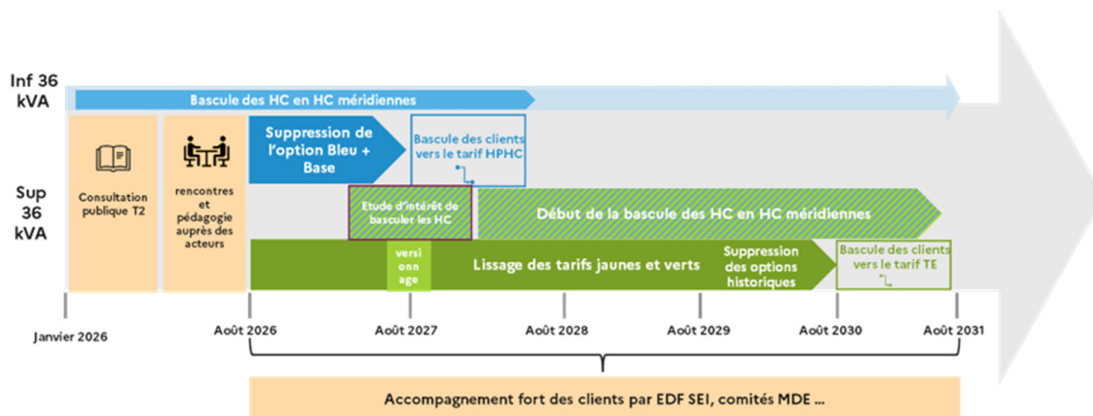 Inf 36
kVA
Bascule des HC en HC méridiennes
Suppression de
l'option Bleu +
Base
Bascule des clients
vers le tarif HPHC
Consultation
publique T2
rencontres
et
pédagogie
auprès des
acteurs
Sup
36
kVA
Etude d'intérêt de
basculer les HC
Début de la bascule des HC en HC méridiennes
versi
onn
age
Lissage des tarifs jaunes et verts
Suppression
des options
historiques
Bascule des clients
vers le tarif TE
Janvier 2026
Août 2026
Août 2027
Août 2028
Août 2029
Août 2030
Août 2031
Accompagnement fort des clients par EDF SEI, comités MDE ...